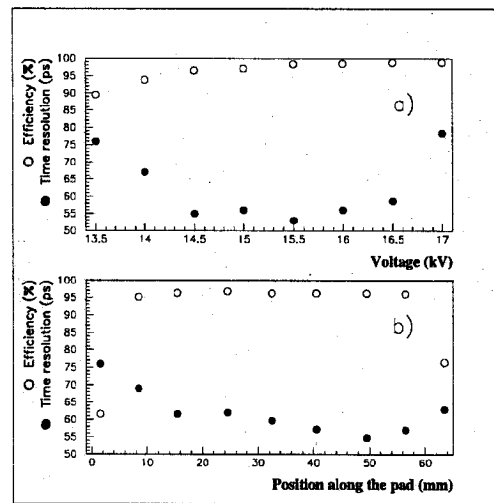 ○ Efficiency (%)
● Time resolution (ps)
100
95
90
85
80
75
70
65
60
55
50
a)
13.5 14 14.5 15 15.5 16 16.5 17
Voltage (kV)
○ Efficiency (%)
● Time resolution (ps)
100
95
90
85
80
75
70
65
60
55
50
b)
0 10 20 30 40 50 60
Position along the pad (mm)